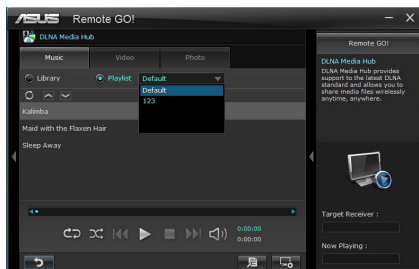 ASUS Remote GO!
DLNA Media Hub
Music Video Photo
Library Playlist Default
Default
123
Kalimba
Maid with the Flaxen Hair
Sleep Away
0:00:00
0:00:00
Remote GO!
DLNA Media Hub
DLNA Media Hub provides
support to the latest DLNA
standard and allows you to
share media files wirelessly
anytime, anywhere.
Target Receiver :
Now Playing :